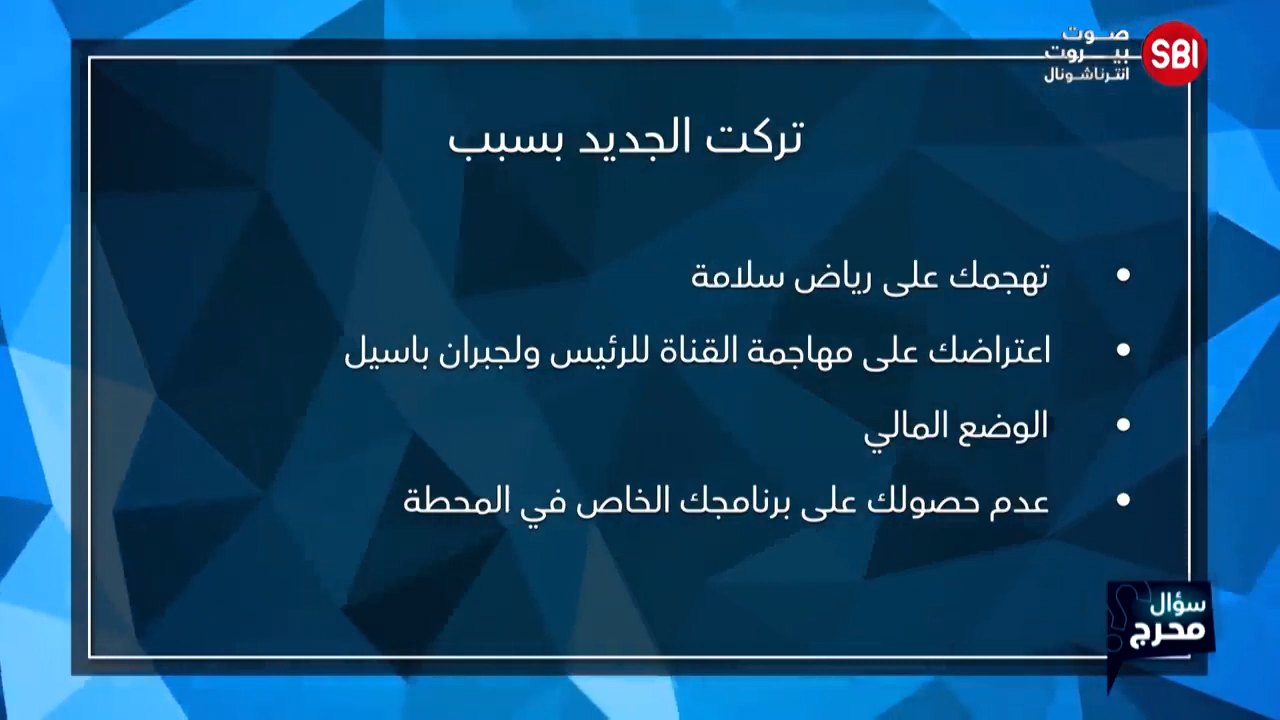 صوت
بيروت
انترناشونال
SBI
تركت الجديد بسبب
• تهجمك على رياض سلامة
• اعتراضك على مهاجمة القناة للرئيس ولجبران باسيل
• الوضع المالي
• عدم حصولك على برنامجك الخاص في المحطة
سؤال
محرج
؟